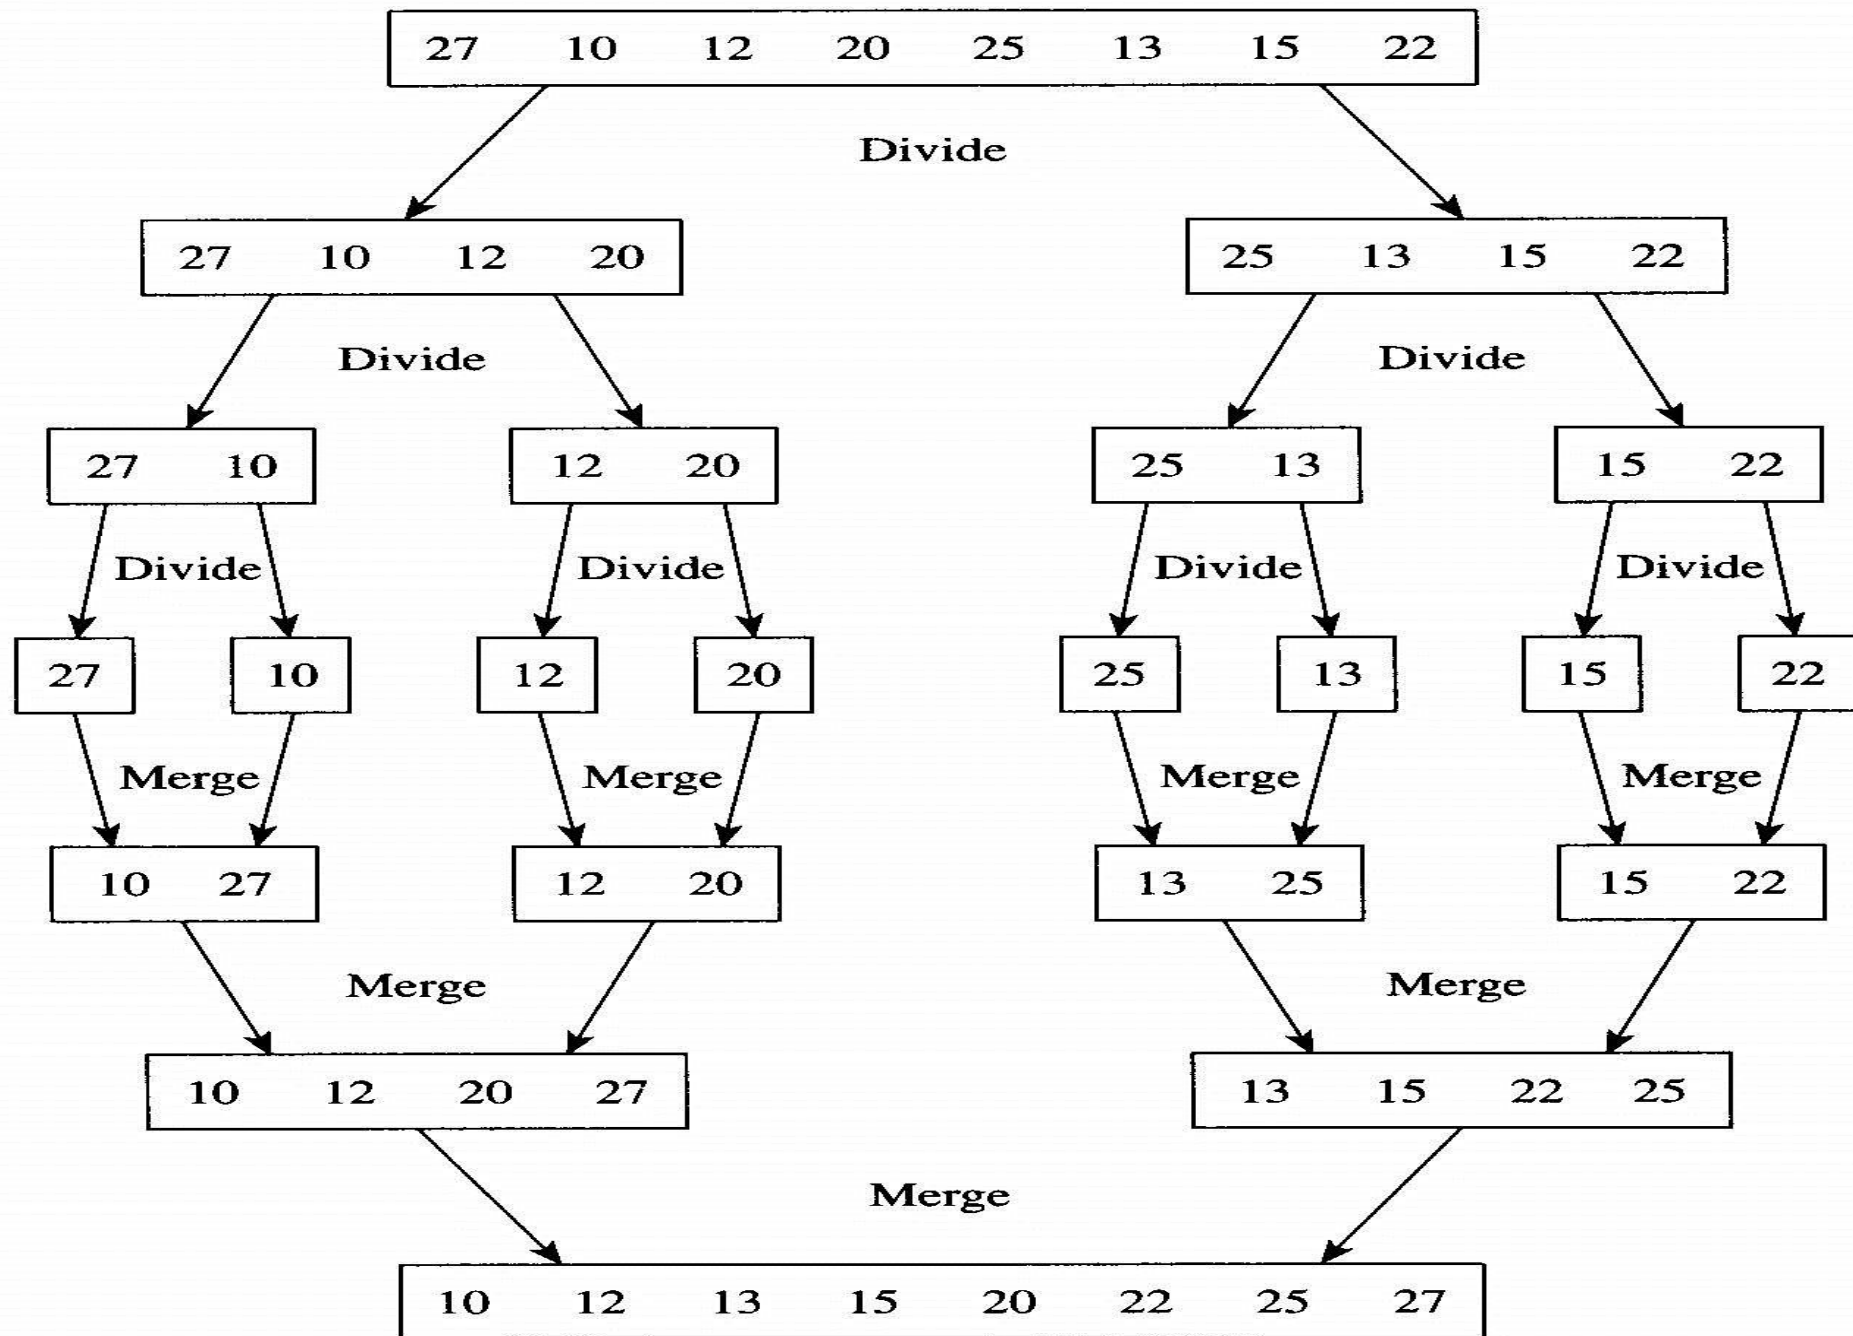 27 10 12 20 25 13 15 22
Divide
27 10 12 20 25 13 15 22
Divide Divide
27 10 12 20 25 13 15 22
Divide Divide Divide Divide
27 10 12 20 25 13 15 22
Merge Merge Merge Merge
10 27 12 20 13 25 15 22
Merge Merge
10 12 20 27 13 15 22 25
Merge
10 12 13 15 20 22 25 27